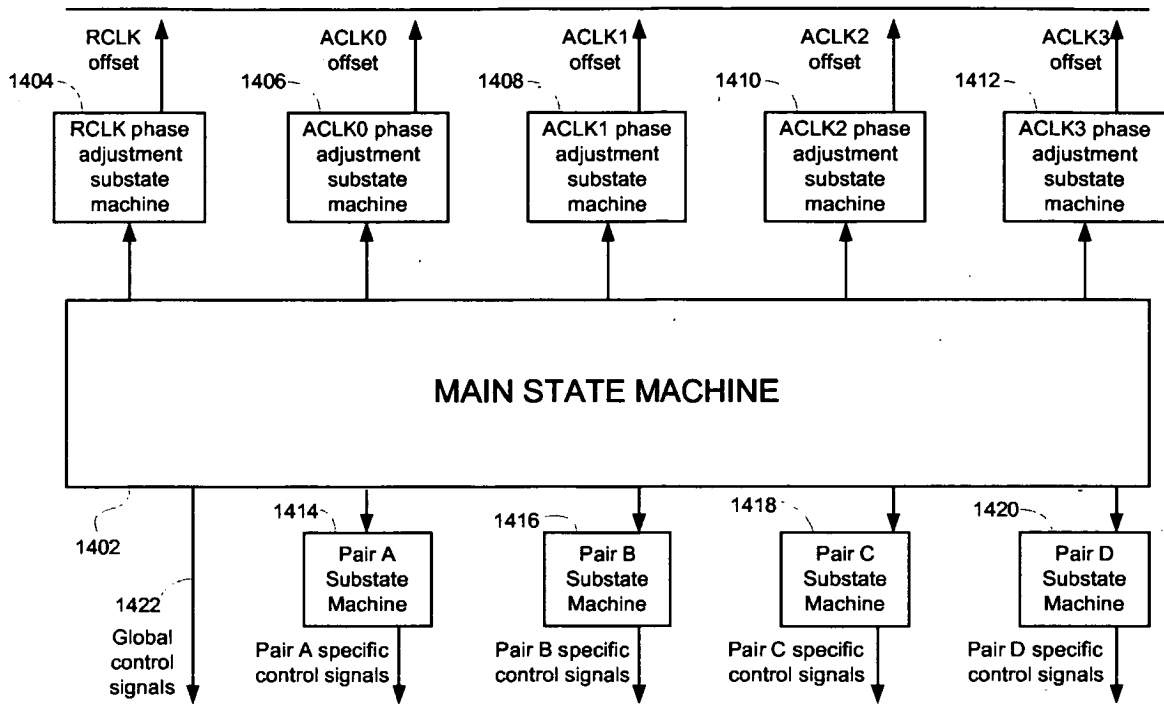 RCLK
offset
ACLK0
offset
ACLK1
offset
ACLK2
offset
ACLK3
offset
1404
1406
1408
1410
1412
RCLK phase
adjustment
substate
machine
ACLK0 phase
adjustment
substate
machine
ACLK1 phase
adjustment
substate
machine
ACLK2 phase
adjustment
substate
machine
ACLK3 phase
adjustment
substate
machine
MAIN STATE MACHINE
1402
1414
1416
1418
1420
Pair A
Substate
Machine
Pair B
Substate
Machine
Pair C
Substate
Machine
Pair D
Substate
Machine
1422
Global
control
signals
Pair A specific
control signals
Pair B specific
control signals
Pair C specific
control signals
Pair D specific
control signals